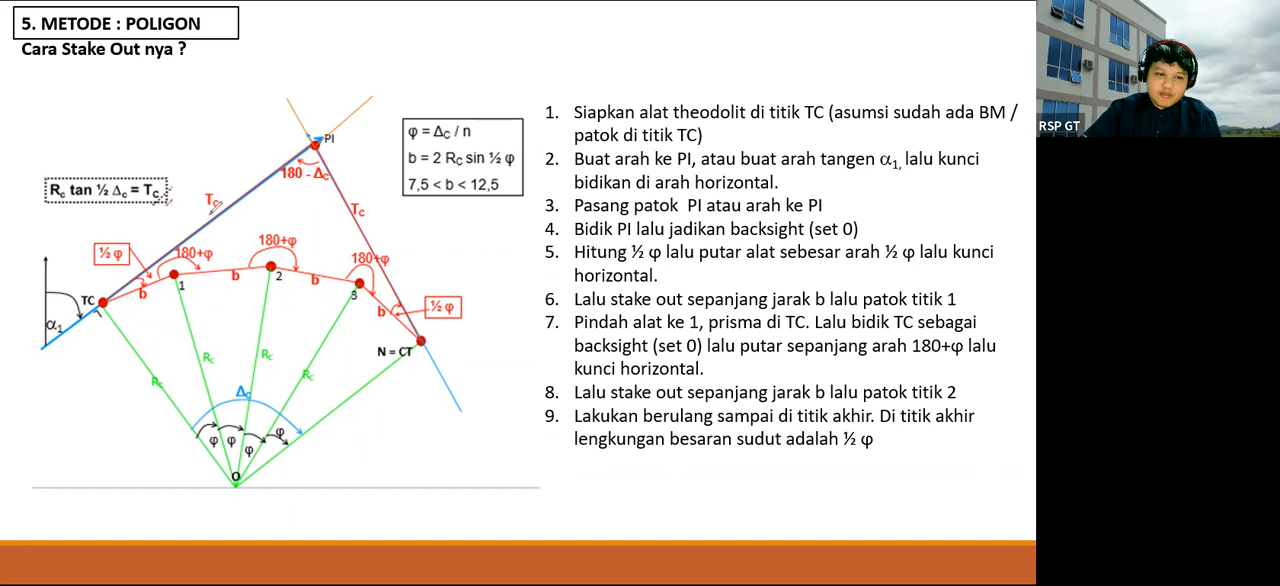 5. METODE : POLIGON
Cara Stake Out nya ?
φ = Δc / n
b = 2 Rc sin ½ φ
7,5 < b < 12,5
Rc tan ½ Δc = Tc
PI
180 - Δc
Tc
Tc
½ φ
180+φ
180+φ
180+φ
½ φ
TC
b
1
b
2
b
3
b
α1
N = CT
Rc
Rc
Rc
Rc
Δc
φ
φ
φ
φ
O
1. Siapkan alat theodolit di titik TC (asumsi sudah ada BM /
patok di titik TC)
2. Buat arah ke PI, atau buat arah tangen α1, lalu kunci
bidikan di arah horizontal.
3. Pasang patok PI atau arah ke PI
4. Bidik PI lalu jadikan backsight (set 0)
5. Hitung ½ φ lalu putar alat sebesar arah ½ φ lalu kunci
horizontal.
6. Lalu stake out sepanjang jarak b lalu patok titik 1
7. Pindah alat ke 1, prisma di TC. Lalu bidik TC sebagai
backsight (set 0) lalu putar sepanjang arah 180+φ lalu
kunci horizontal.
8. Lalu stake out sepanjang jarak b lalu patok titik 2
9. Lakukan berulang sampai di titik akhir. Di titik akhir
lengkungan besaran sudut adalah ½ φ
RSP GT